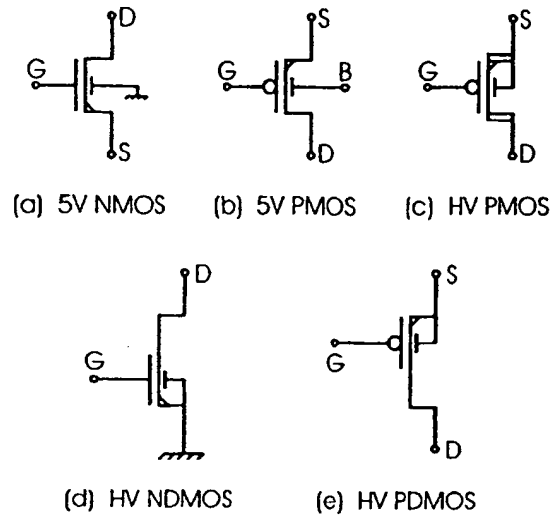 D
G
S
(a) 5V NMOS
S
G
B
D
(b) 5V PMOS
S
G
D
(c) HV PMOS
D
G
(d) HV NDMOS
S
G
D
(e) HV PDMOS